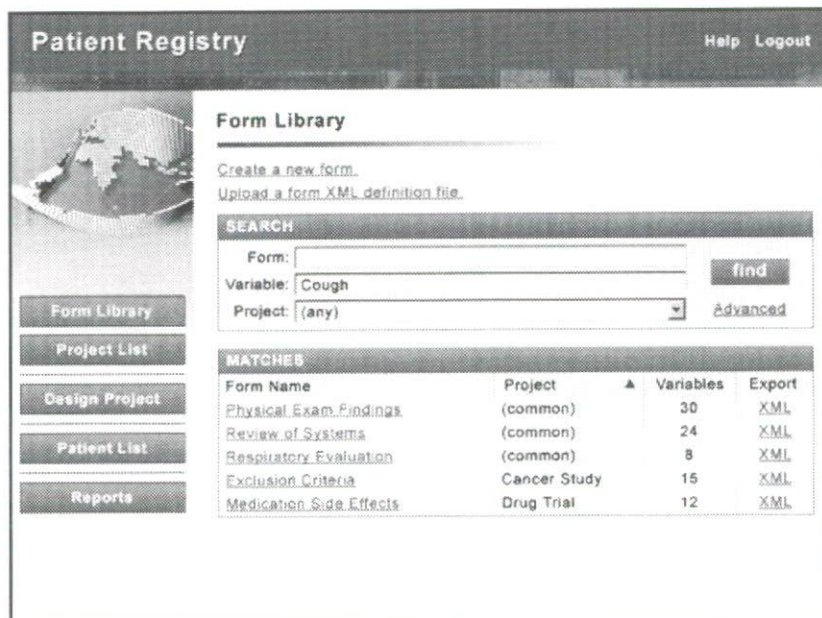 Patient Registry
Help Logout
Form Library
Create a new form.
Upload a form XML definition file.
SEARCH
Form:
find
Variable: Cough
Project: (any)
Advanced
Form Library
Project List
Design Project
Patient List
Reports
MATCHES
Form Name Project ▲ Variables Export
Physical Exam Findings (common) 30 XML
Review of Systems (common) 24 XML
Respiratory Evaluation (common) 8 XML
Exclusion Criteria Cancer Study 15 XML
Medication Side Effects Drug Trial 12 XML